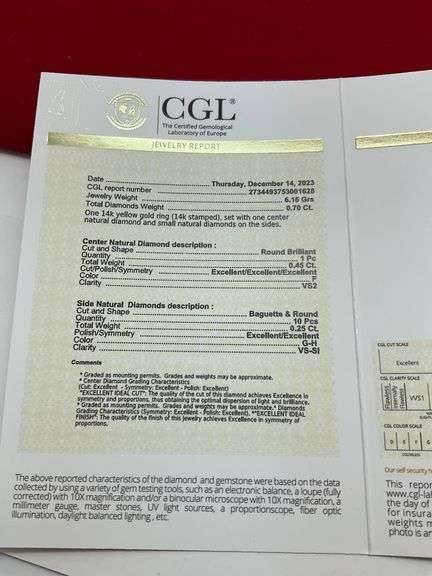 CGL®
The Certified Gemological
Laboratory of Europe
JEWELRY REPORT
Date ........ Thursday, December 14, 2023
CGL report number ........ 2734493753001628
Jewelry Weight ........ 6.15 Grs
Total Diamonds Weight ........ 0.70 Ct.
One 14k yellow gold ring (14k stamped), set with one center
natural diamond and small natural diamonds on the sides.
Center Natural Diamond description :
Cut and Shape ........ Round Brilliant
Quantity ........ 1 Pc
Total Weight ........ 0.45 Ct.
Cut/Polish/Symmetry ........ Excellent/Excellent/Excellent
Color ........ F
Clarity ........ VS2
Side Natural Diamonds description :
Cut and Shape ........ Baguette & Round
Quantity ........ 10 Pcs
Total Weight ........ 0.25 Ct.
Polish/Symmetry ........ Excellent/Excellent
Color ........ G-H
Clarity ........ VS-SI
Comments
* Graded as mounting permits. Grades and weights may be approximate.
* Center Diamond Grading Characteristics
(Cut: Excellent - Symmetry: Excellent - Polish: Excellent)
"EXCELLENT IDEAL CUT": The quality of the cut of this diamond achieves Excellence in
symmetry and proportions, thus obtaining the optimal dispersion of light and brilliance.
* Graded as mounting permits. Grades and weights may be approximate.* Diamonds
Grading Characteristics (Symmetry: Excellent - Polish: Excellent), *"EXCELLENT IDEAL
FINISH": The quality of the finish of this jewelry achieves Excellence in symmetry of
proportions.
The above reported characteristics of the diamond and gemstone were based on the data
collected by using a variety of gem testing tools, such as an electronic balance, a loupe (fully
corrected) with 10X magnification and/or a binocular microscope with 10X magnification, a
millimeter gauge, master stones, UV light sources, a proportionscope, fiber optic
illumination, daylight balanced lighting , etc.
CGL CUT SCALE
Excellent
CGL CLARITY SCALE
Flawless
Internally
Flawless
VVS1
CGL COLOR SCALE
D E F G
COLORLESS
Our self security
This repor
www.cgl-lal
the day of
for insura
weights m
photo is an